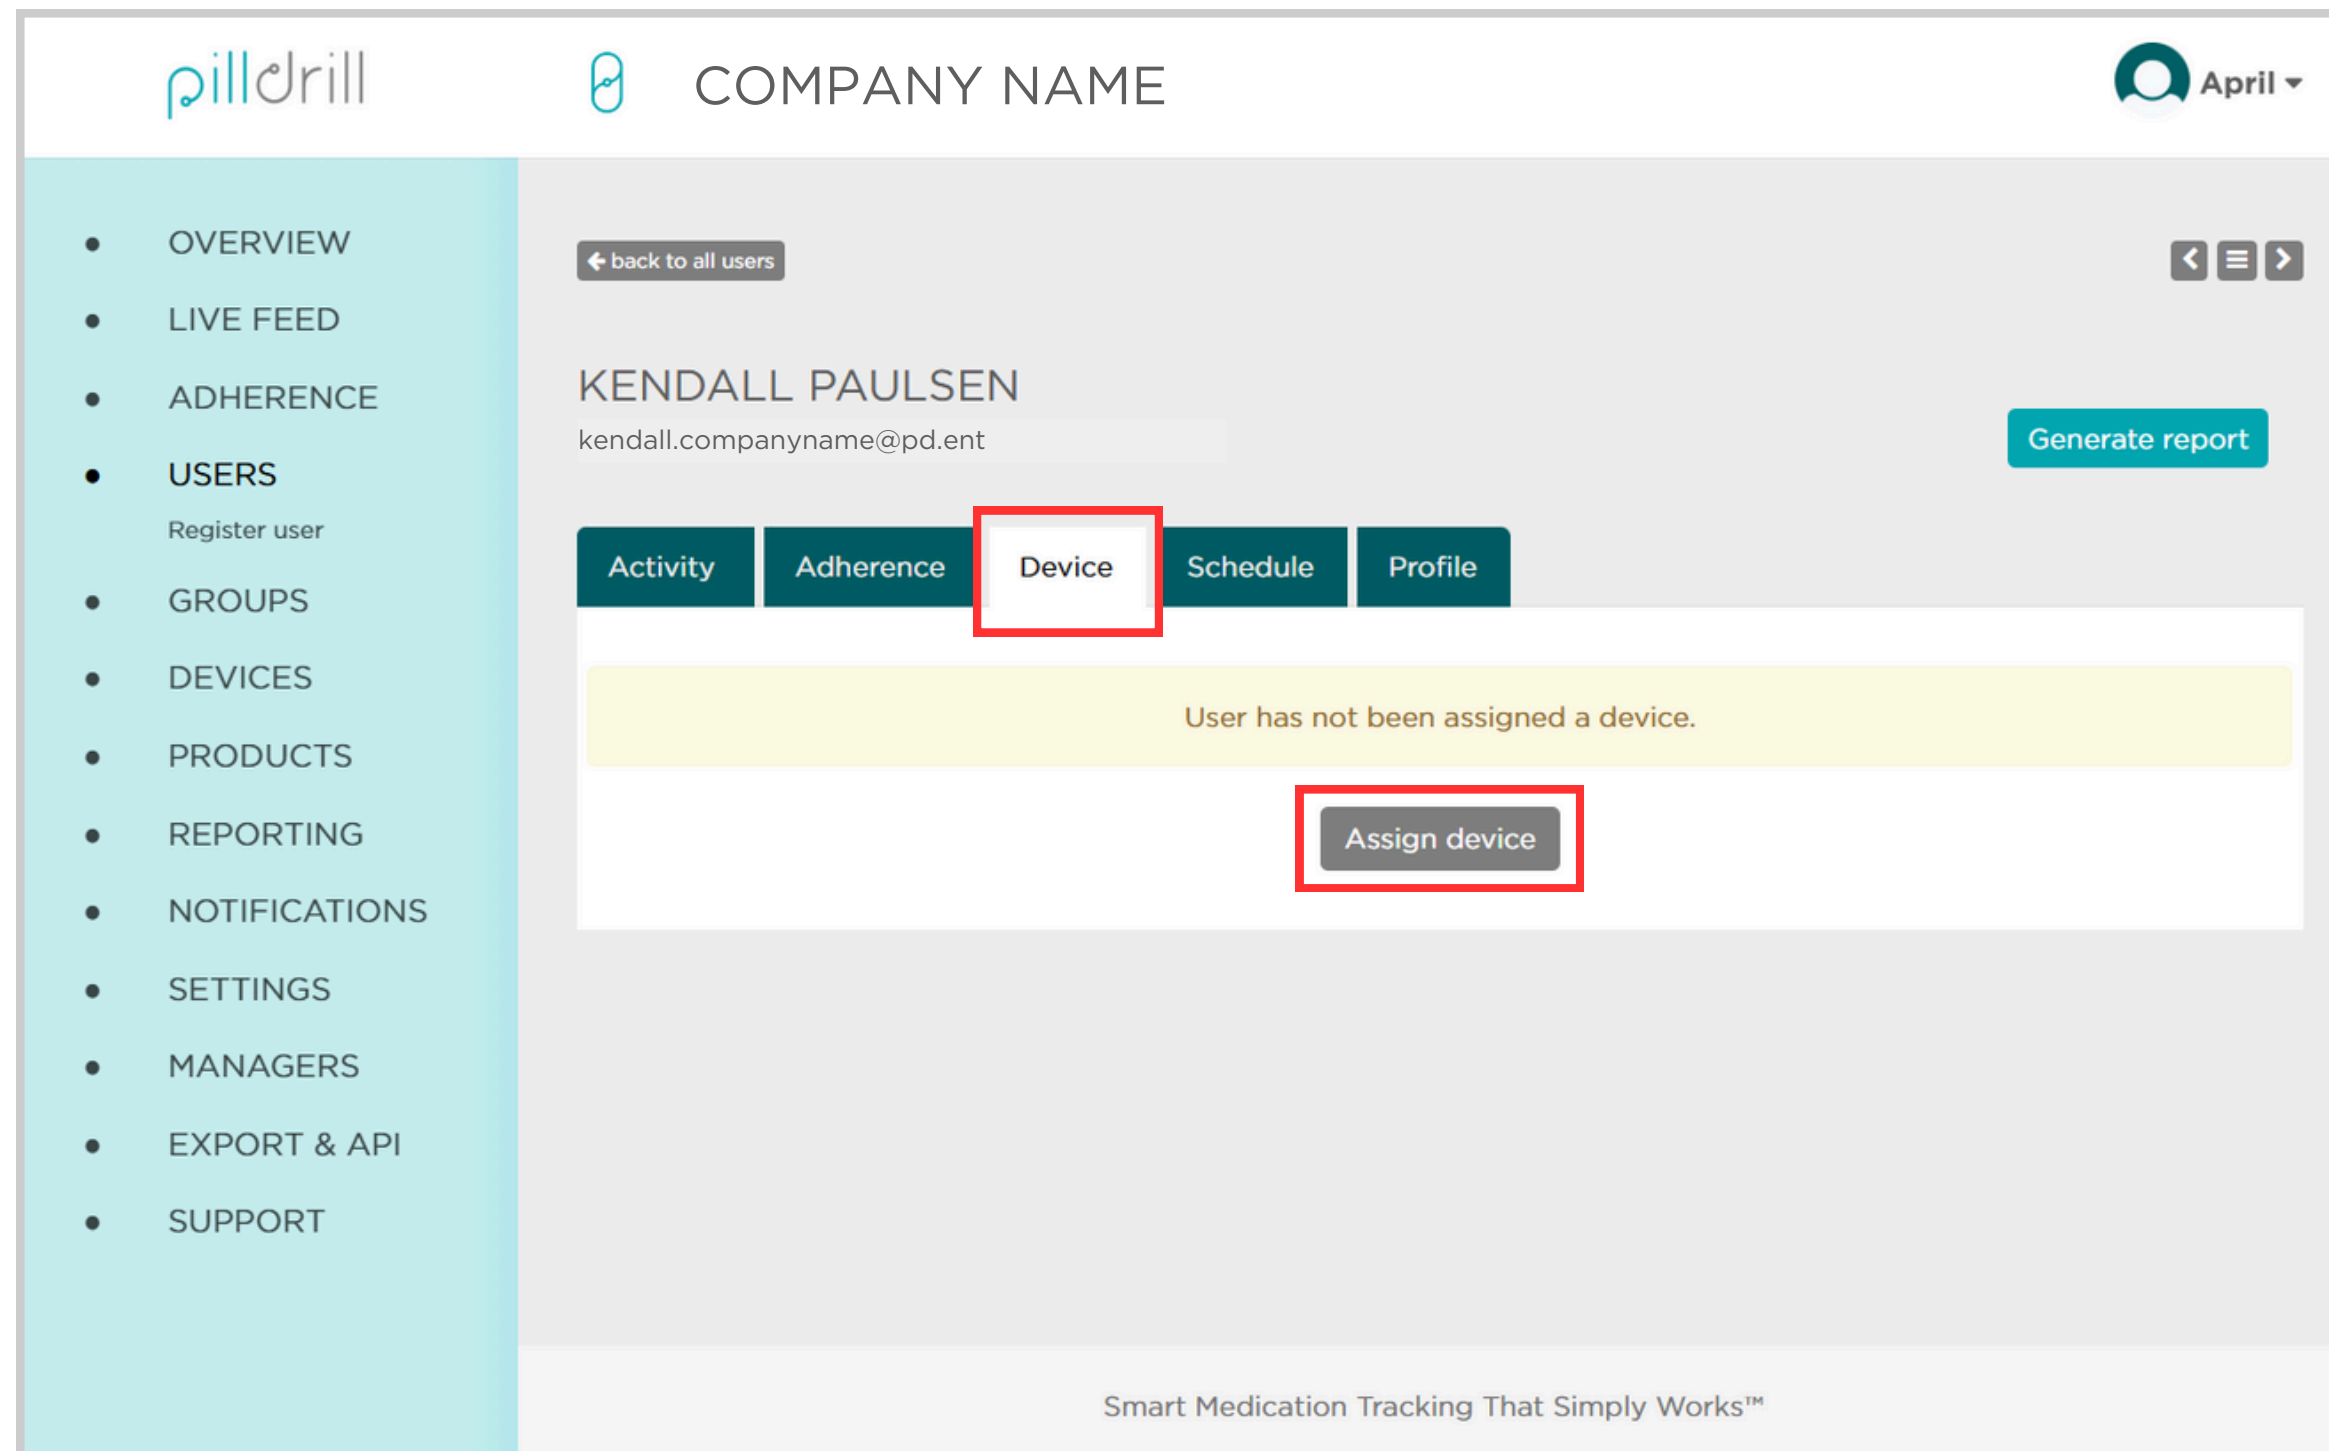 pilldrill
COMPANY NAME
April
OVERVIEW
LIVE FEED
ADHERENCE
USERS
Register user
GROUPS
DEVICES
PRODUCTS
REPORTING
NOTIFICATIONS
SETTINGS
MANAGERS
EXPORT & API
SUPPORT
back to all users
KENDALL PAULSEN
kendall.companyname@pd.ent
Generate report
Activity Adherence Device Schedule Profile
User has not been assigned a device.
Assign device
Smart Medication Tracking That Simply Works™